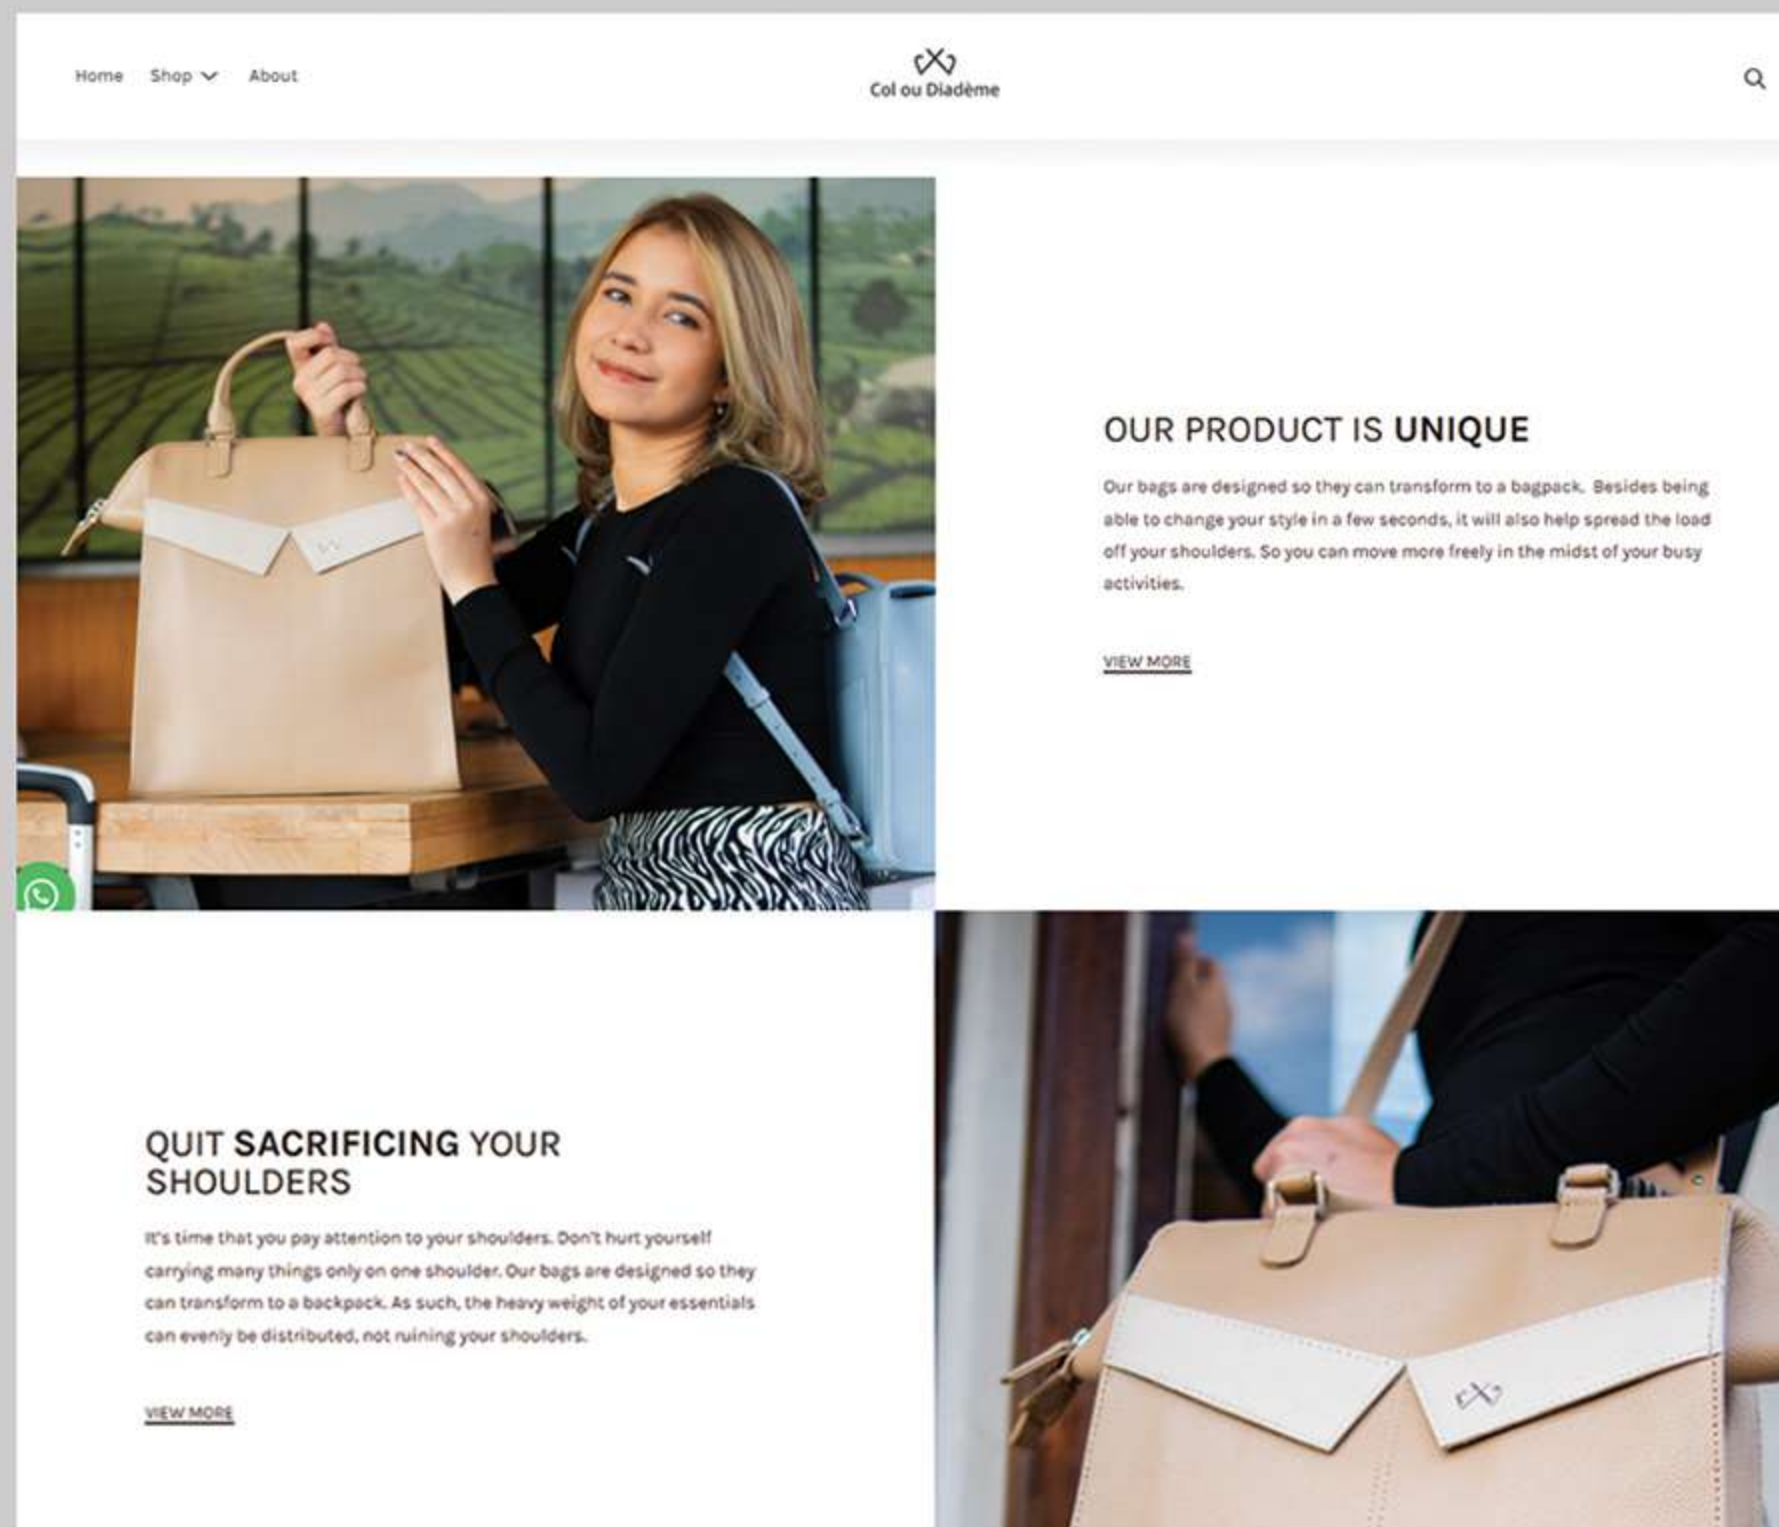 Home Shop About
Col ou Diadème
OUR PRODUCT IS UNIQUE
Our bags are designed so they can transform to a bagpack. Besides being
able to change your style in a few seconds, it will also help spread the load
off your shoulders. So you can move more freely in the midst of your busy
activities.
VIEW MORE
QUIT SACRIFICING YOUR
SHOULDERS
It's time that you pay attention to your shoulders. Don't hurt yourself
carrying many things only on one shoulder. Our bags are designed so they
can transform to a backpack. As such, the heavy weight of your essentials
can evenly be distributed, not ruining your shoulders.
VIEW MORE